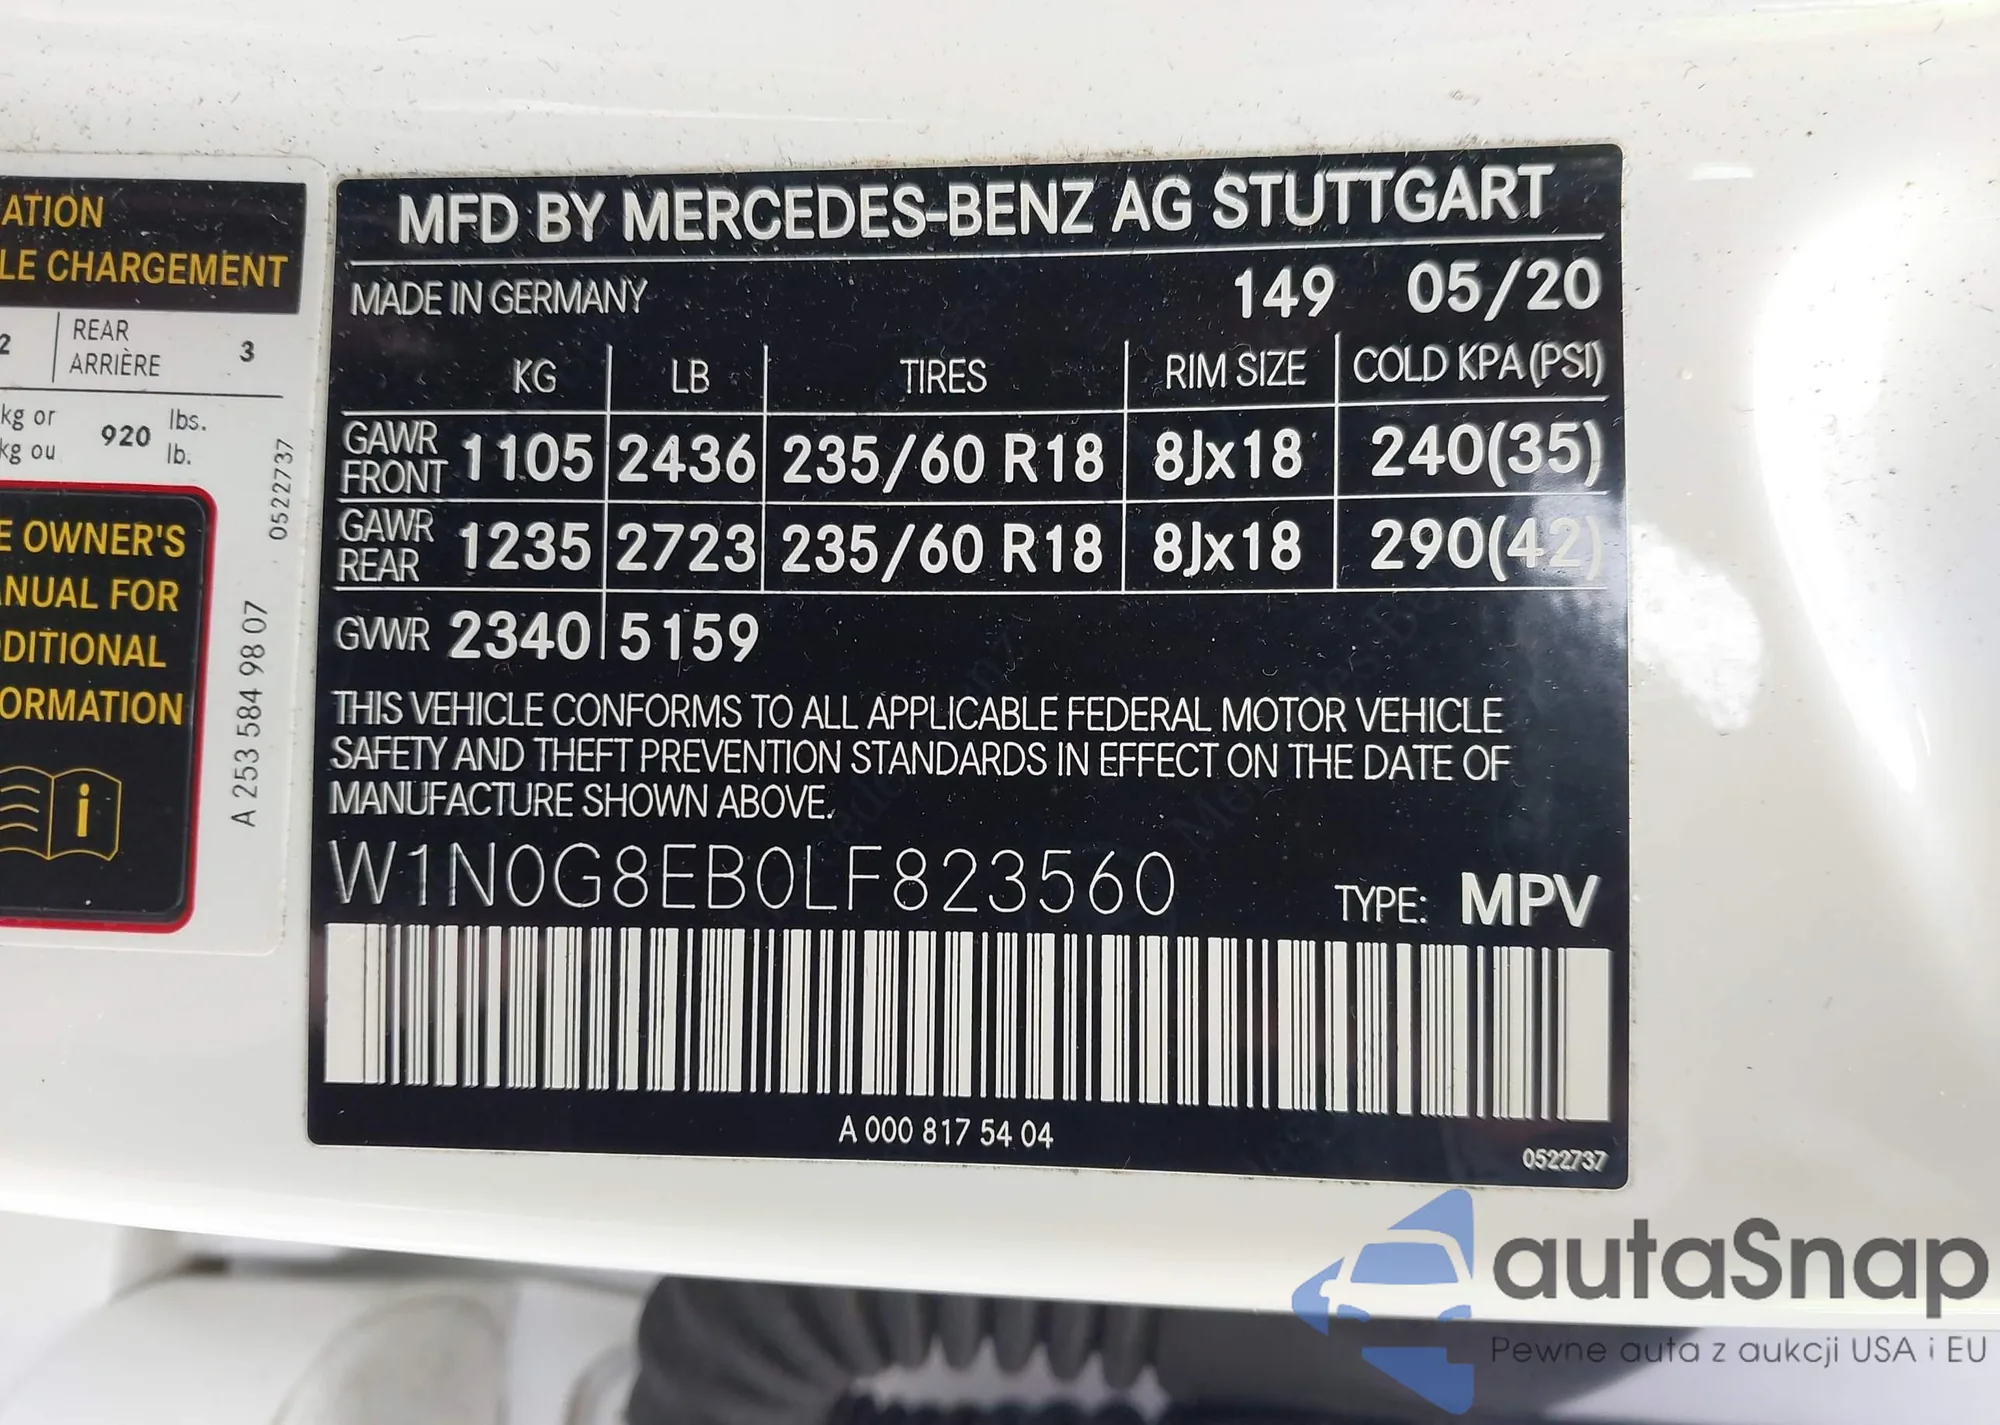 ATION
LE CHARGEMENT
2 REAR ARRIÈRE 3
kg or
kg ou 920 lbs. lb.
0522737
E OWNER'S
NUAL FOR
DITIONAL
ORMATION
i
A 253 584 98 07
MFD BY MERCEDES-BENZ AG STUTTGART
MADE IN GERMANY 149 05/20
KG LB TIRES RIM SIZE COLD KPA (PSI)
GAWR FRONT 1105 2436 235/60 R18 8Jx18 240(35)
GAWR REAR 1235 2723 235/60 R18 8Jx18 290(42)
GVWR 2340 5159
THIS VEHICLE CONFORMS TO ALL APPLICABLE FEDERAL MOTOR VEHICLE
SAFETY AND THEFT PREVENTION STANDARDS IN EFFECT ON THE DATE OF
MANUFACTURE SHOWN ABOVE.
W1N0G8EB0LF823560 TYPE: MPV
A 000 817 54 04
0522737
autaSnap
Pewne auta z aukcji USA i EU